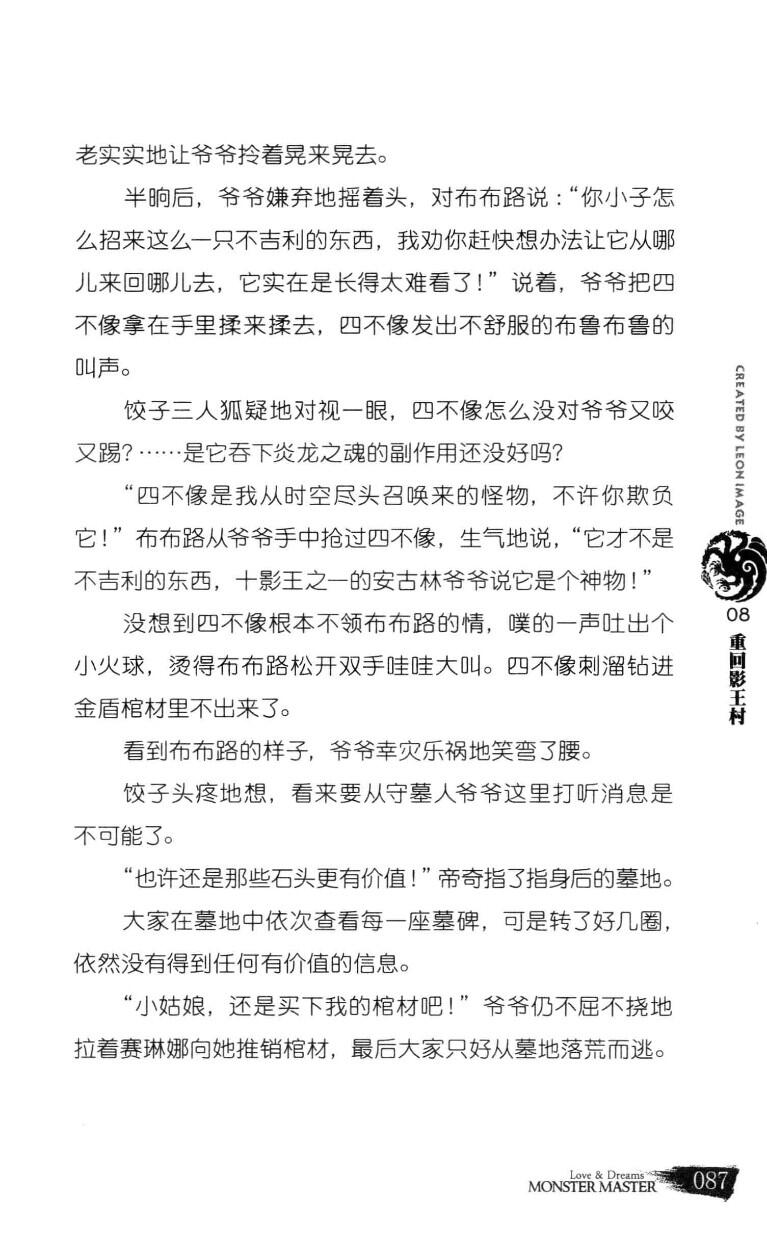 老实实地让爷爷拎着晃来晃去。
半晌后，爷爷嫌弃地摇着头，对布布路说：“你小子怎
么招来这么一只不吉利的东西，我劝你赶快想办法让它从哪
儿来回哪儿去，它实在是长得太难看了！”说着，爷爷把四
不像拿在手里揉来揉去，四不像发出不舒服的布鲁布鲁的
叫声。
饺子三人狐疑地对视一眼，四不像怎么没对爷爷又咬
又踢？……是它吞下炎龙之魂的副作用还没好吗？
“四不像是我从时空尽头召唤来的怪物，不许你欺负
它！”布布路从爷爷手中抢过四不像，生气地说，“它才不是
不吉利的东西，十影王之一的安古林爷爷说它是个神物！”
没想到四不像根本不领布布路的情，噗的一声吐出个
小火球，烫得布布路松开双手哇哇大叫。四不像刺溜钻进
金盾棺材里不出来了。
看到布布路的样子，爷爷幸灾乐祸地笑弯了腰。
饺子头疼地想，看来要从守墓人爷爷这里打听消息是
不可能了。
“也许还是那些石头更有价值！”帝奇指了指身后的墓地。
大家在墓地中依次查看每一座墓碑，可是转了好几圈，
依然没有得到任何有价值的信息。
“小姑娘，还是买下我的棺材吧！”爷爷仍不屈不挠地
拉着赛琳娜向她推销棺材，最后大家只好从墓地落荒而逃。
CREATED BY LEON IMAGE
08
重回影王村
Love & Dreams
MONSTER MASTER
087